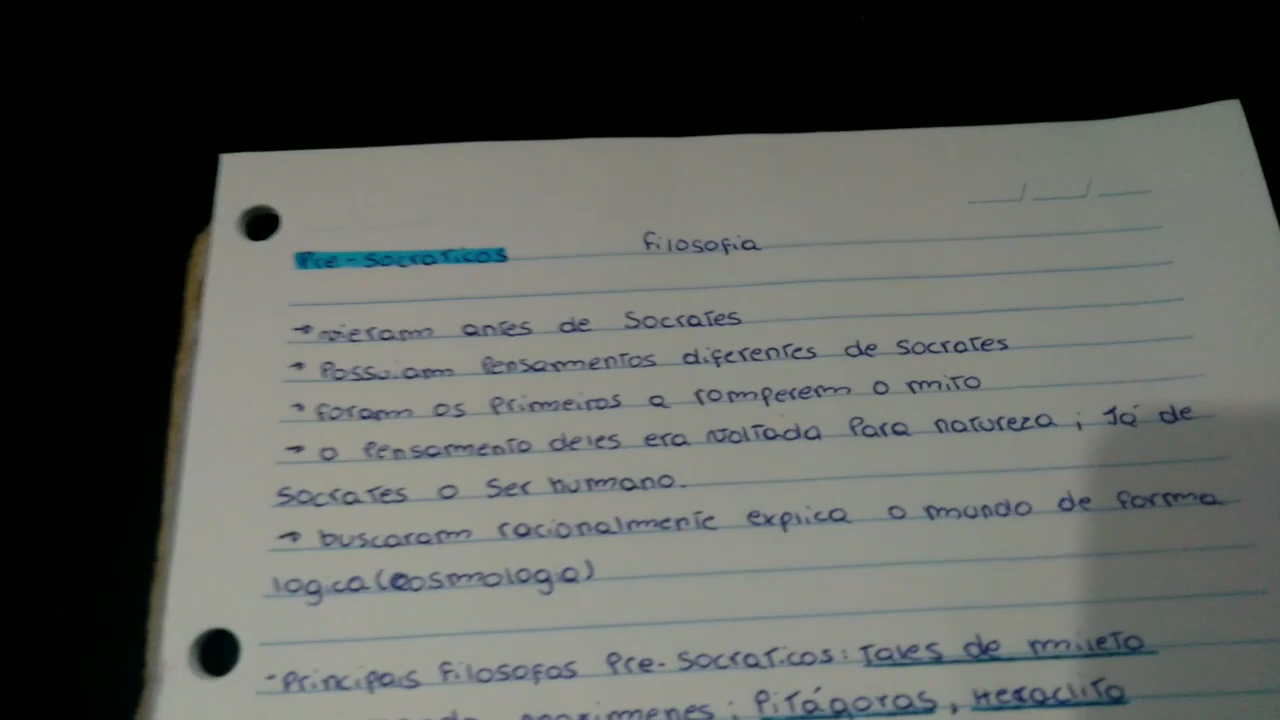 filosofia
Pre-socraticos
→ vieram antes de Socrates
→ Possuiam Pensamentos diferentes de socrates
→ foram os Primeiros a romperem o mito
→ o Pensamento deles era voltada Para natureza ; Já de
socrates o ser humano.
→ buscaram racionalmente explica o mundo de forma
logica (cosmologo)
- Principais filosofos Pre-socraticos: Tales de mileto
anaximenes ; Pitágoras, Heraclito